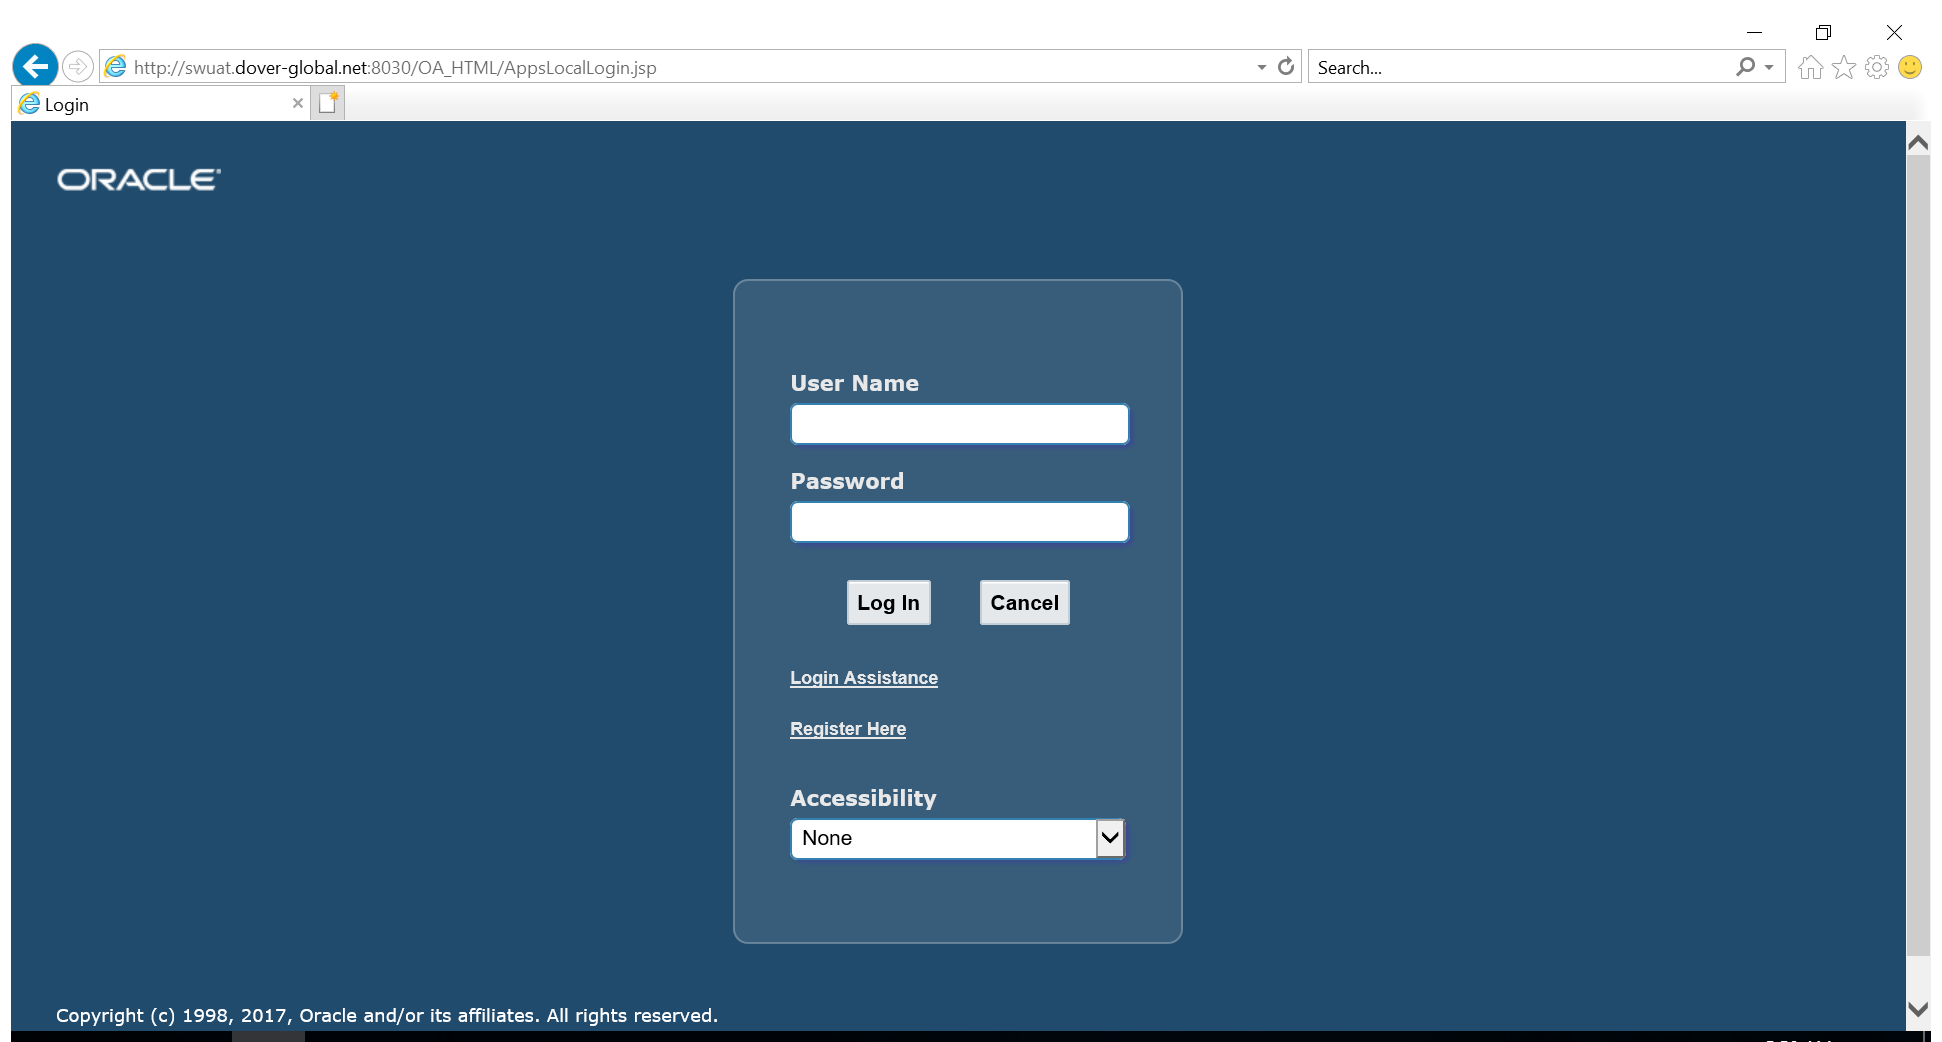 http://swuat.dover-global.net:8030/OA_HTML/AppsLocalLogin.jsp
Search...
Login
ORACLE
User Name
Password
Log In
Cancel
Login Assistance
Register Here
Accessibility
None
Copyright (c) 1998, 2017, Oracle and/or its affiliates. All rights reserved.